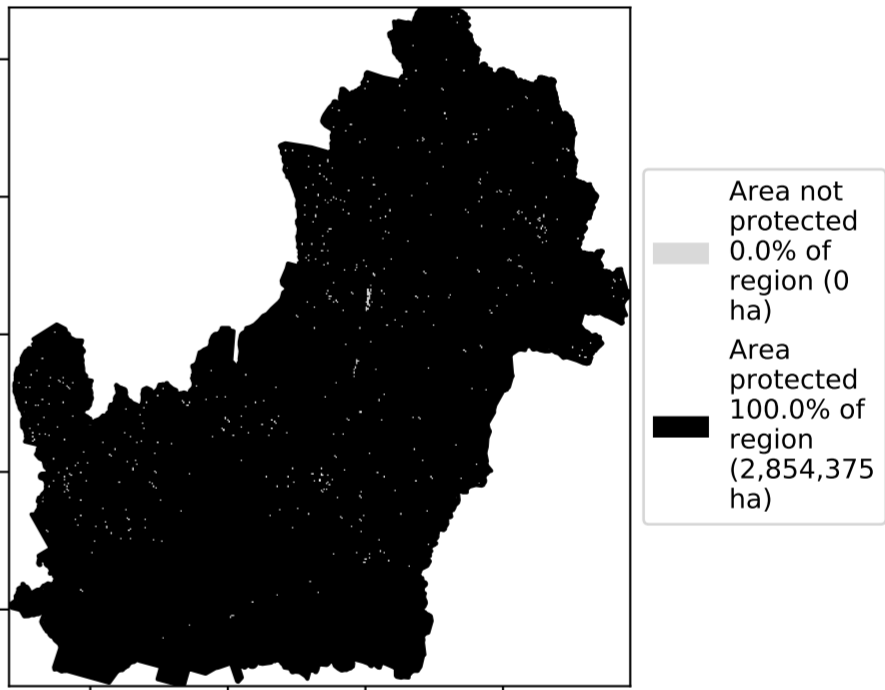 Area not
protected
0.0% of
region (0
ha)
Area
protected
100.0% of
region
(2,854,375
ha)